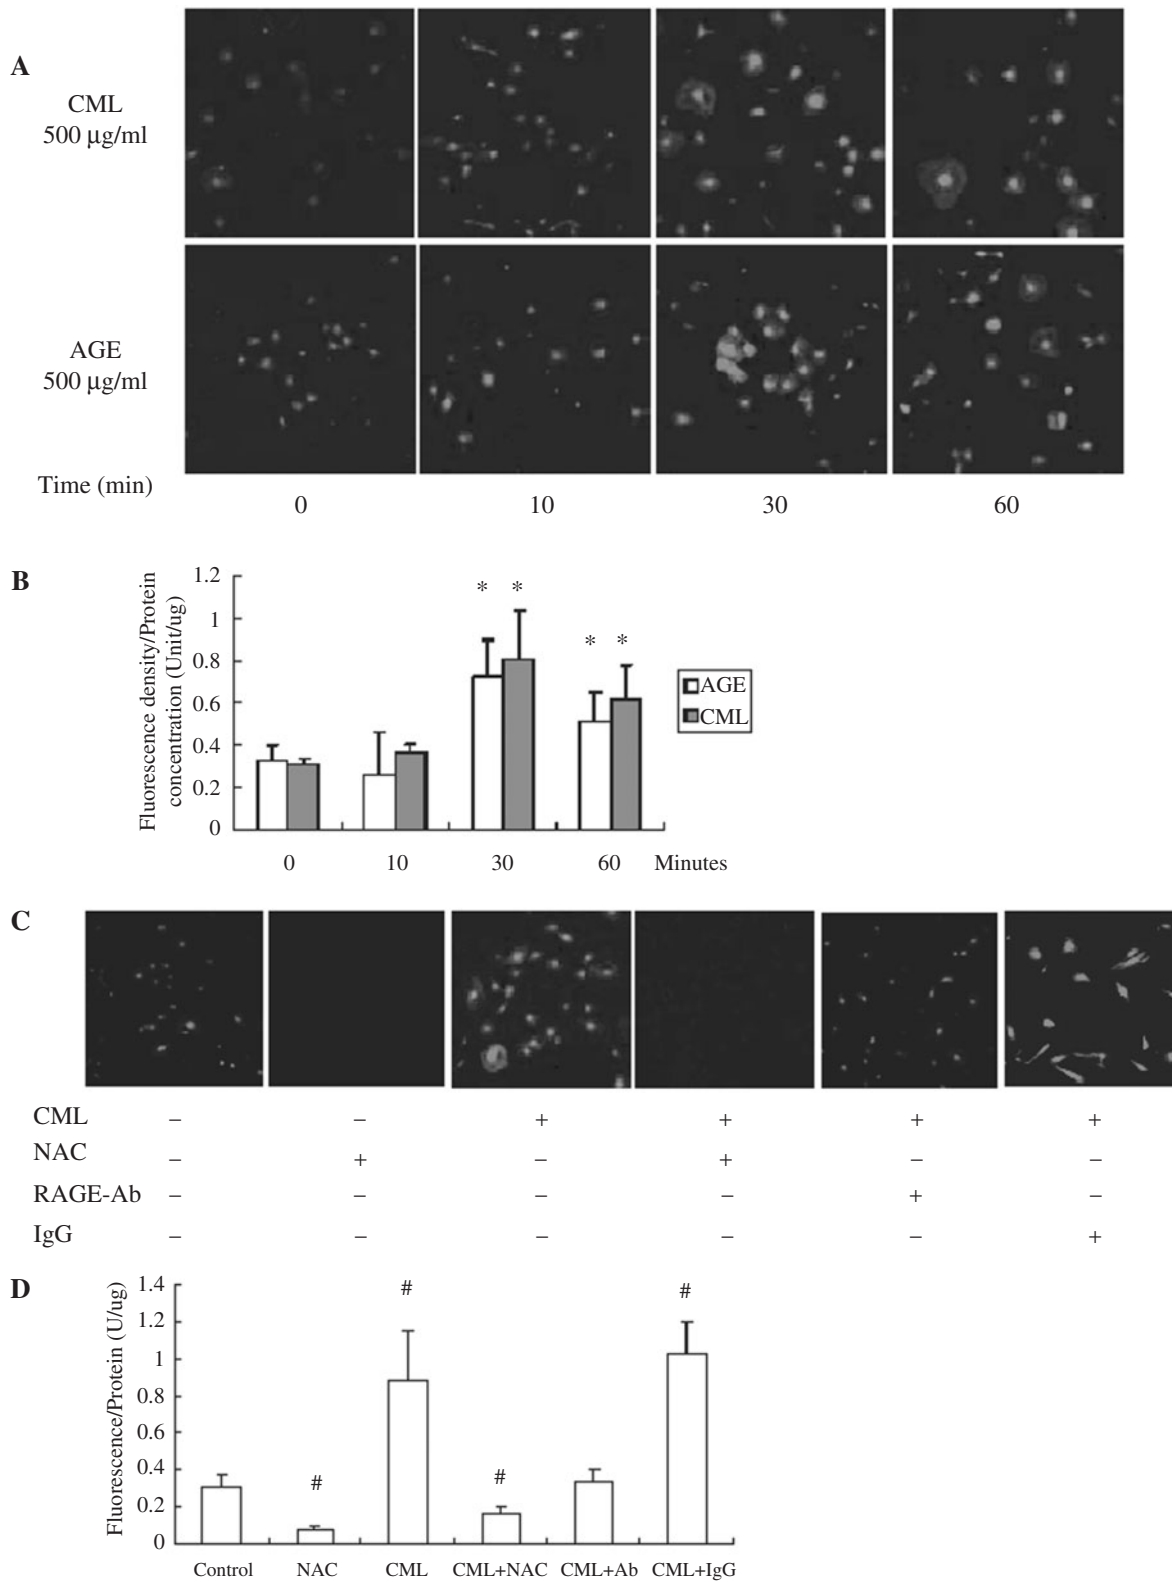 A
CML
500 µg/ml
AGE
500 µg/ml
Time (min)
0 10 30 60
B
Fluorescence density/Protein
concentration (Unit/ug)
1.2
1
0.8
0.6
0.4
0.2
0
* *
* *
AGE
CML
0 10 30 60 Minutes
C
CML – – + + + +
NAC – + – + – –
RAGE-Ab – – – – + –
IgG – – – – – +
D
Fluorescence/Protein (U/ug)
1.4
1.2
1
0.8
0.6
0.4
0.2
0
# # # #
Control NAC CML CML+NAC CML+Ab CML+IgG